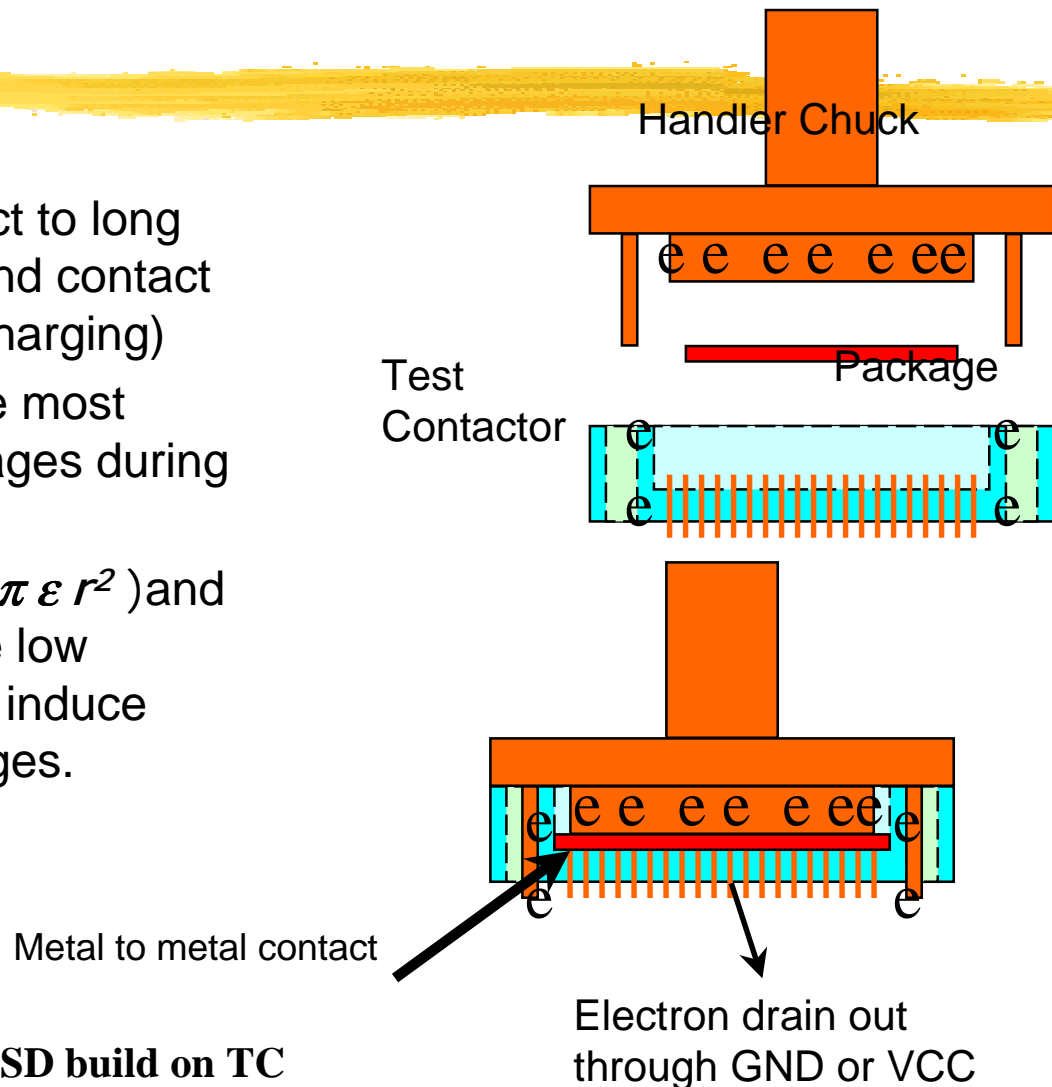 Handler Chuck
ct to long
nd contact
harging)
e most
ages during
π ε r² )and
e low
induce
ges.
e e e e e ee
Package
Test
Contactor
e e
e e
e e e e e ee
e e
e e
Metal to metal contact
Electron drain out
through GND or VCC
SD build on TC